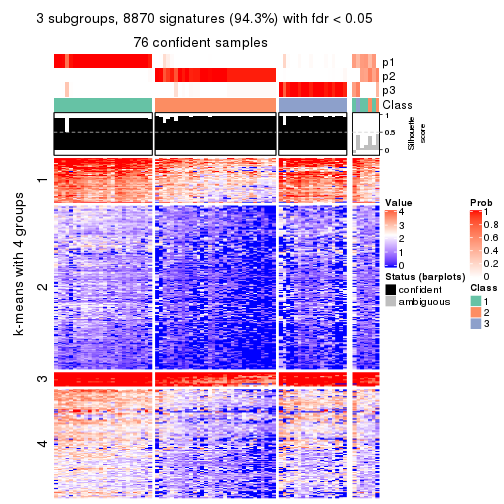 3 subgroups, 8870 signatures (94.3%) with fdr < 0.05
76 confident samples
p1
p2
p3
Class
1
0.5
0
Silhouette
score
k-means with 4 groups
1
2
3
4
Value
4
3
2
1
0
Status (barplots)
confident
ambiguous
Prob
1
0.8
0.6
0.4
0.2
0
Class
1
2
3